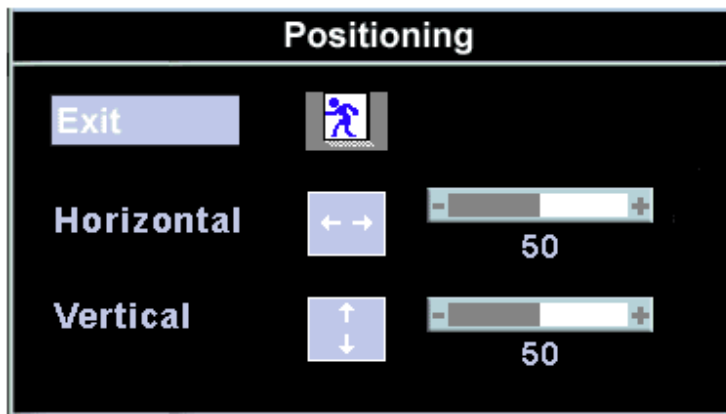 Positioning
Exit
Horizontal
- +
50
Vertical
- +
50